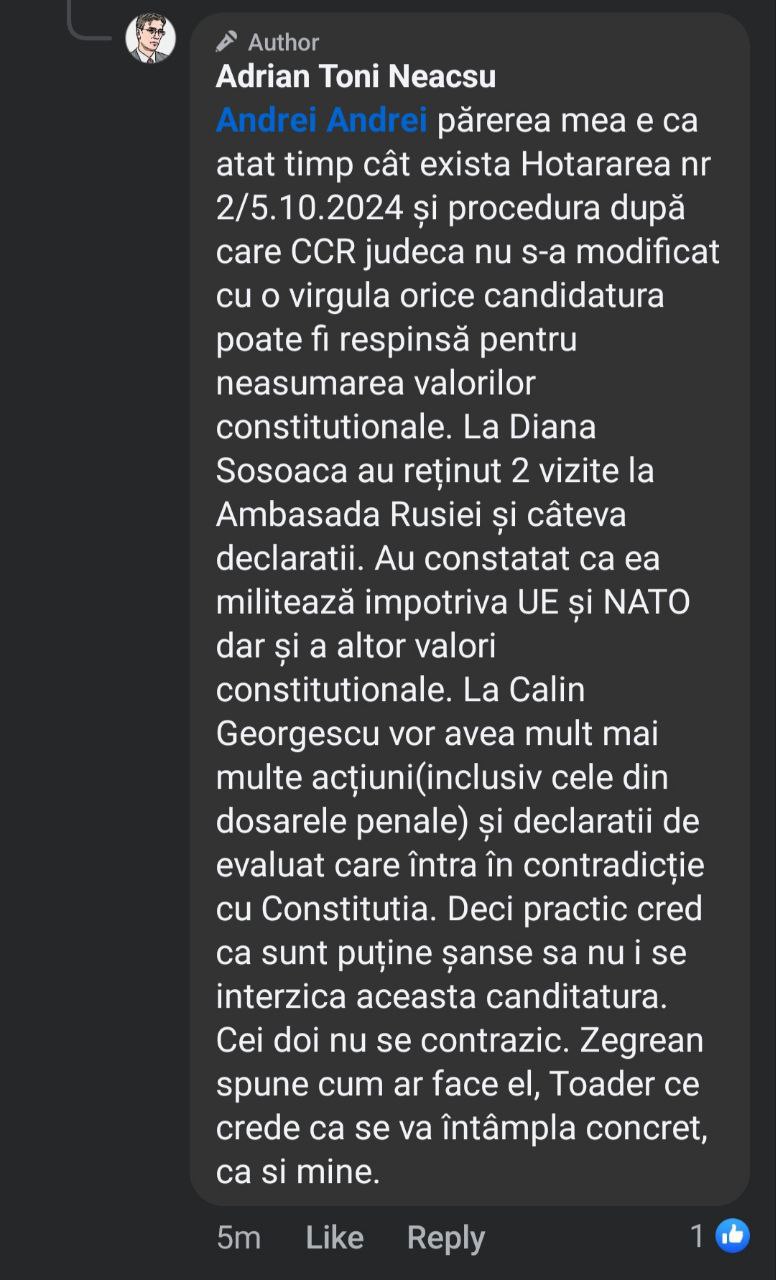 Author
Adrian Toni Neacsu
Andrei Andrei părerea mea e ca
atat timp cât exista Hotararea nr
2/5.10.2024 și procedura după
care CCR judeca nu s-a modificat
cu o virgula orice candidatura
poate fi respinsă pentru
neasumarea valorilor
constitutionale. La Diana
Sosoaca au reținut 2 vizite la
Ambasada Rusiei și câteva
declaratii. Au constatat ca ea
militează impotriva UE și NATO
dar și a altor valori
constitutionale. La Calin
Georgescu vor avea mult mai
multe acțiuni(inclusiv cele din
dosarele penale) și declaratii de
evaluat care întra în contradicție
cu Constitutia. Deci practic cred
ca sunt puține șanse sa nu i se
interzica aceasta canditatura.
Cei doi nu se contrazic. Zegrean
spune cum ar face el, Toader ce
crede ca se va întâmpla concret,
ca si mine.
5m Like Reply 1